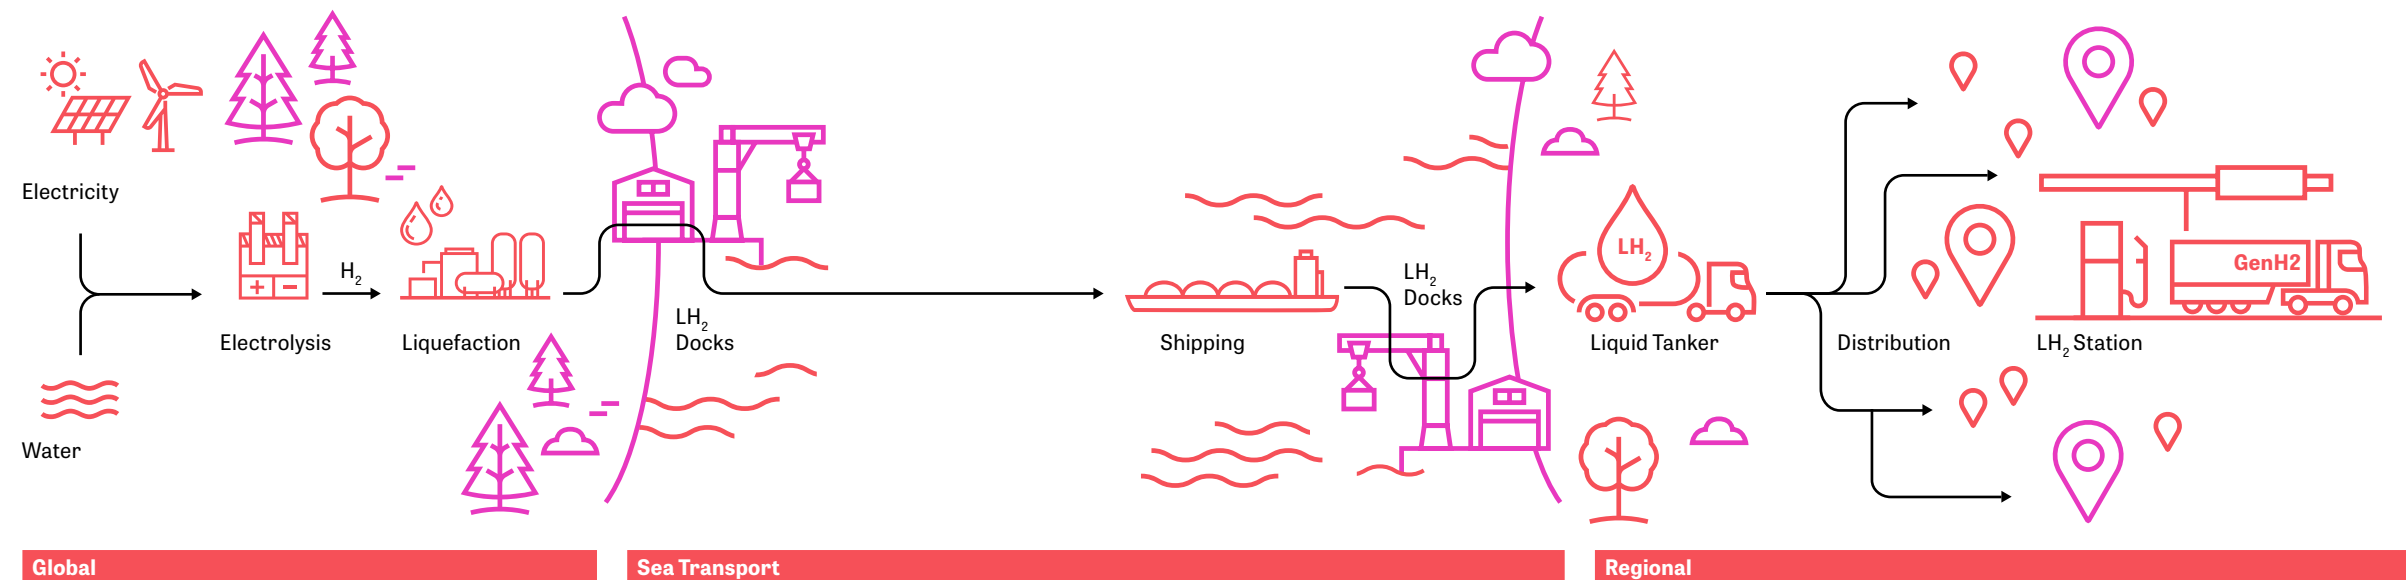 Electricity
Water
Electrolysis
H₂
Liquefaction
LH₂
Docks
Shipping
LH₂
Docks
LH₂
Liquid Tanker
Distribution
GenH2
LH₂ Station
Global
Sea Transport
Regional